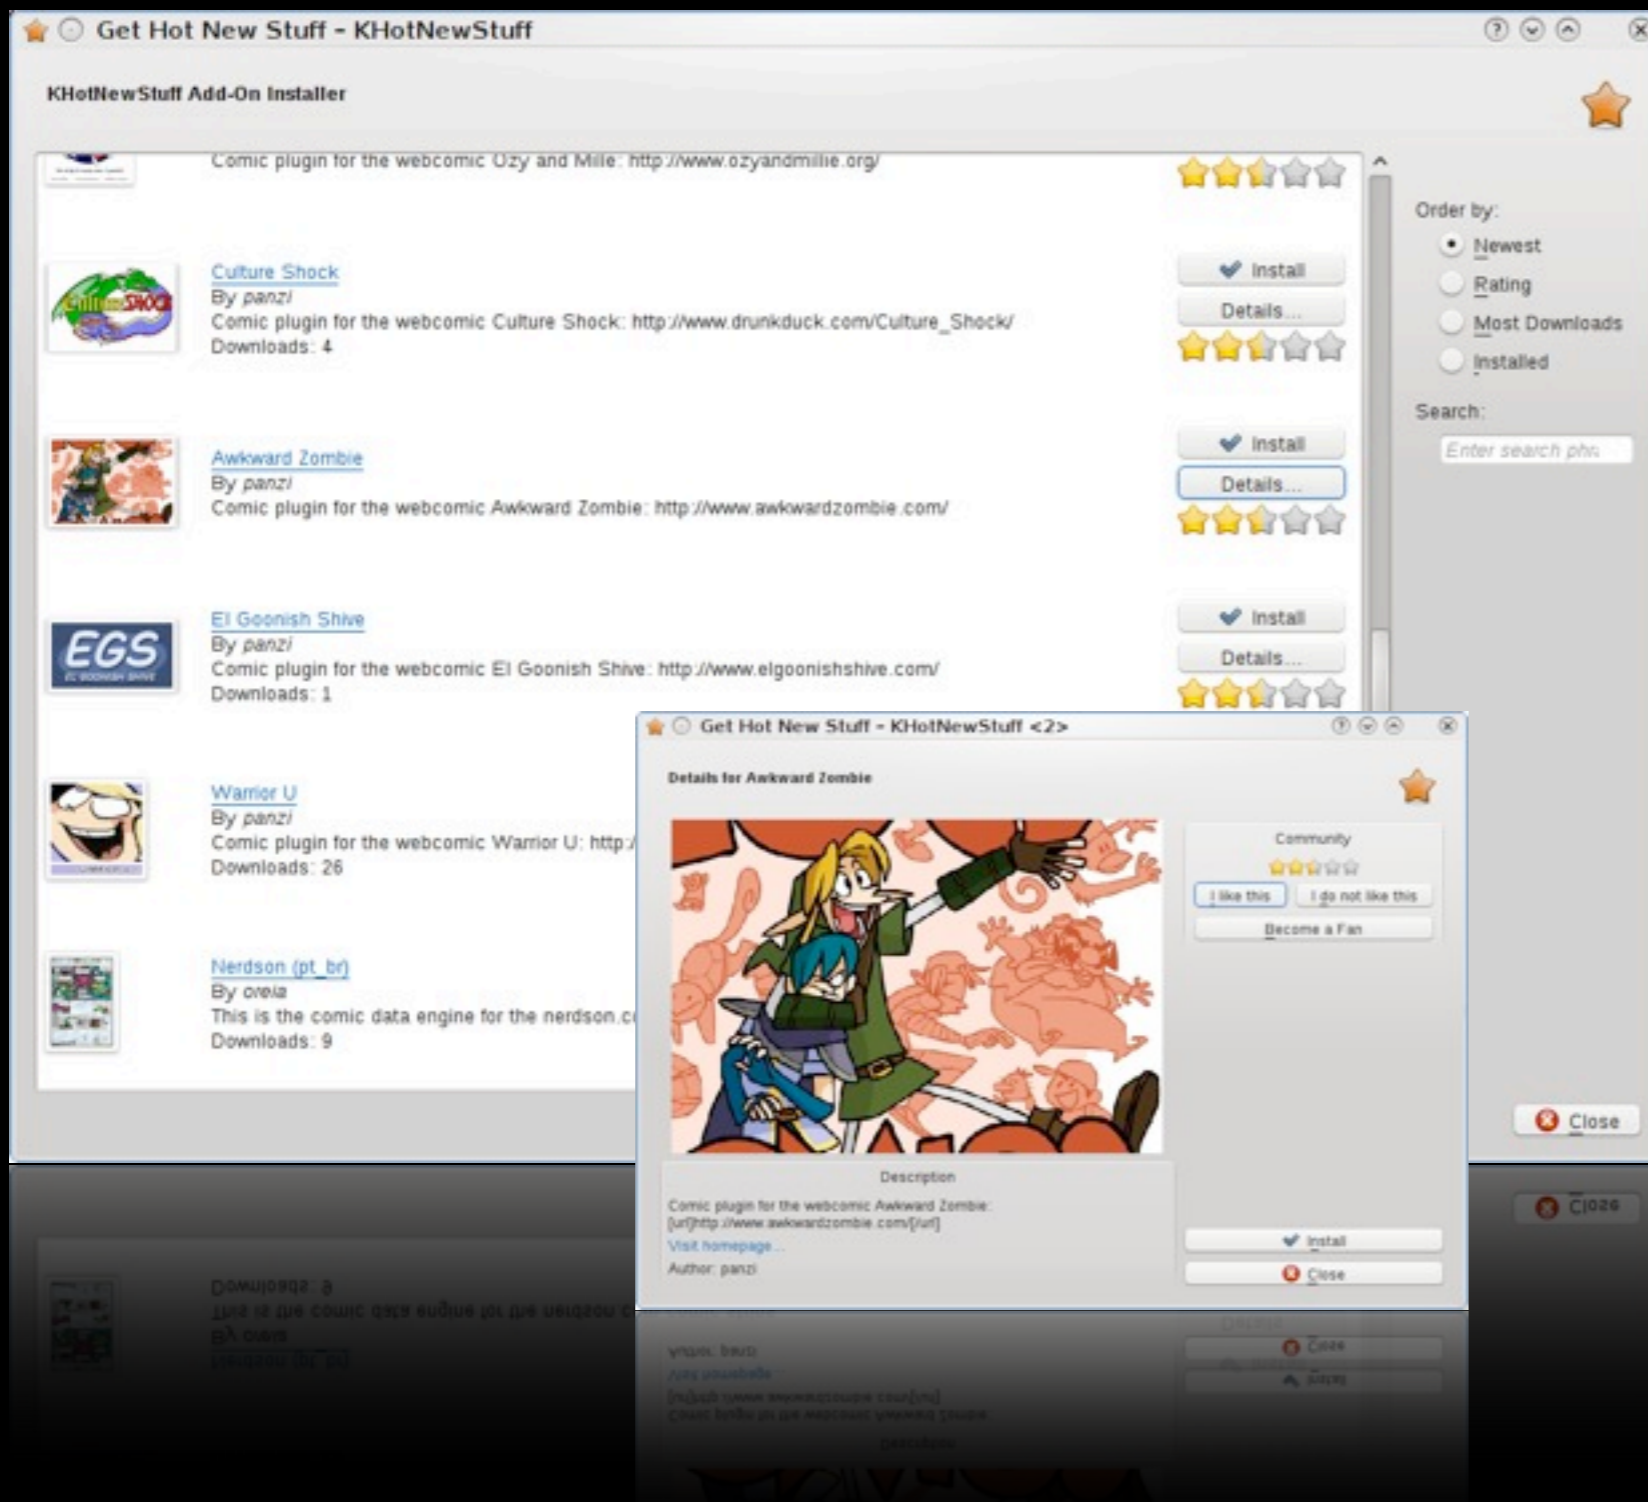 Get Hot New Stuff – KHotNewStuff
KHotNewStuff Add-On Installer
Comic plugin for the webcomic Ozy and Mille: http://www.ozyandmillie.org/
Culture Shock
By panzi
Comic plugin for the webcomic Culture Shock: http://www.drunkduck.com/Culture_Shock/
Downloads: 4
Install
Details...
CultureSHOCK
Awkward Zombie
By panzi
Comic plugin for the webcomic Awkward Zombie: http://www.awkwardzombie.com/
Install
Details...
EGS
EL GOONISH SHIVE
El Goonish Shive
By panzi
Comic plugin for the webcomic El Goonish Shive: http://www.elgoonishshive.com/
Downloads: 1
Install
Details...
Warrior U
By panzi
Comic plugin for the webcomic Warrior U: http:/
Downloads: 26
Nerdson (pt_br)
By oreia
This is the comic data engine for the nerdson.c
Downloads: 9
Order by:
Newest
Rating
Most Downloads
Installed
Search:
Enter search phr
Close
Get Hot New Stuff – KHotNewStuff <2>
Details for Awkward Zombie
Community
I like this
I do not like this
Become a Fan
Description
Comic plugin for the webcomic Awkward Zombie:
[url]http://www.awkwardzombie.com/[/url]
Visit homepage...
Author: panzi
Install
Close